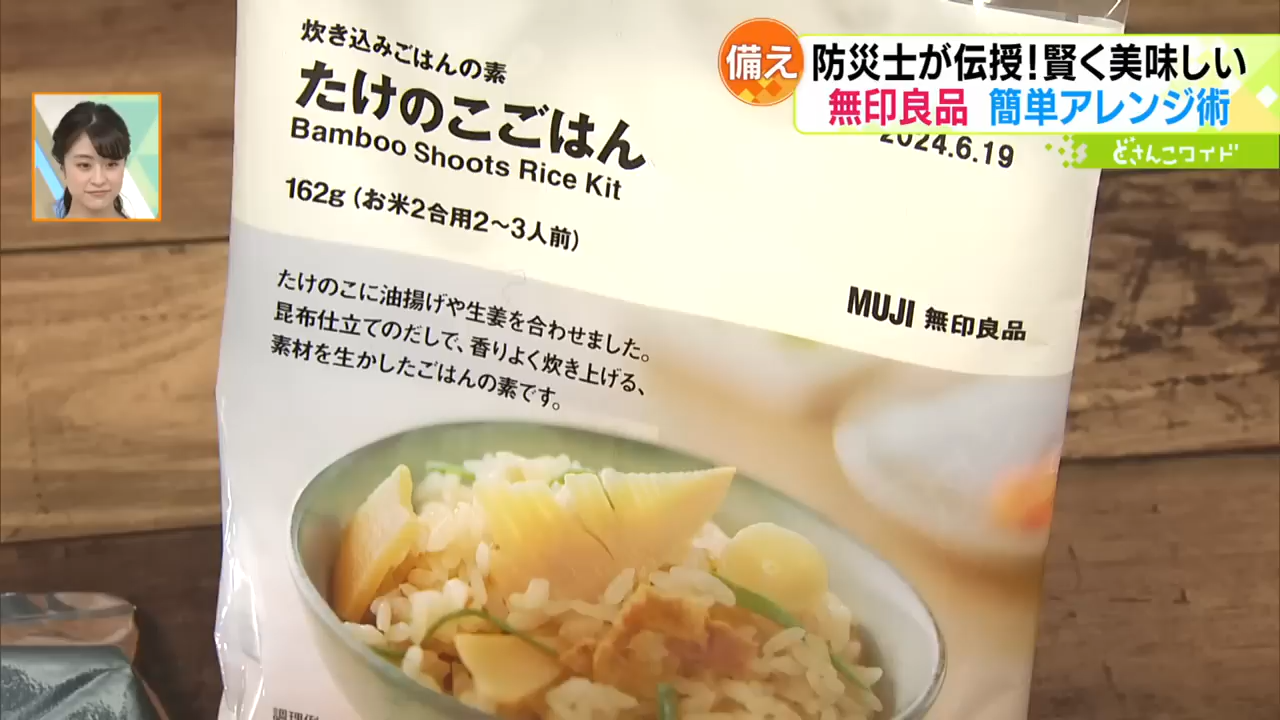 炊き込みごはんの素
たけのこごはん
Bamboo Shoots Rice Kit
162g（お米2合用2〜3人前）
たけのこに油揚げや生姜を合わせました。
昆布仕立てのだしで、香りよく炊き上げる、
素材を生かしたごはんの素です。
備え
防災士が伝授！賢く美味しい
無印良品 簡単アレンジ術
どさんこワイド
2024.6.19
MUJI 無印良品
調理例